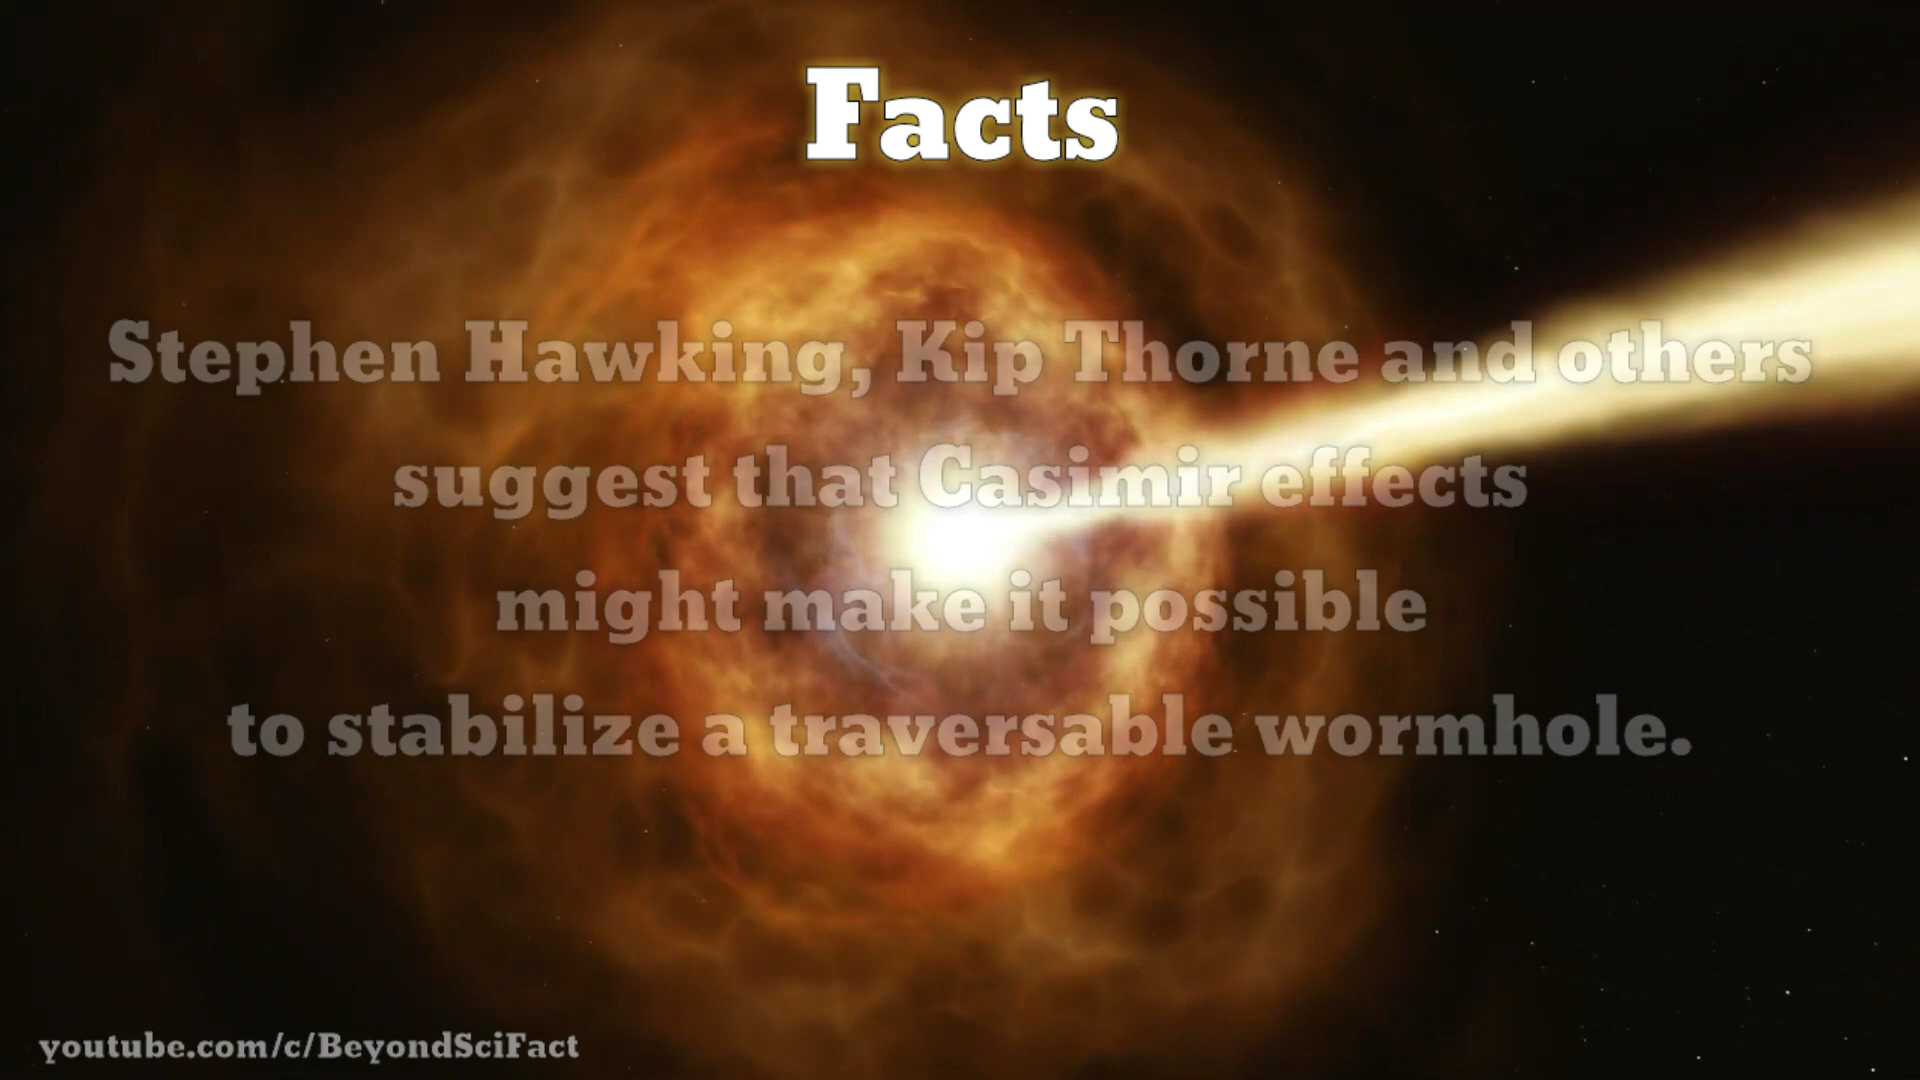 Facts
Stephen Hawking, Kip Thorne and others
suggest that Casimir effects
might make it possible
to stabilize a traversable wormhole.
youtube.com/c/BeyondSciFact